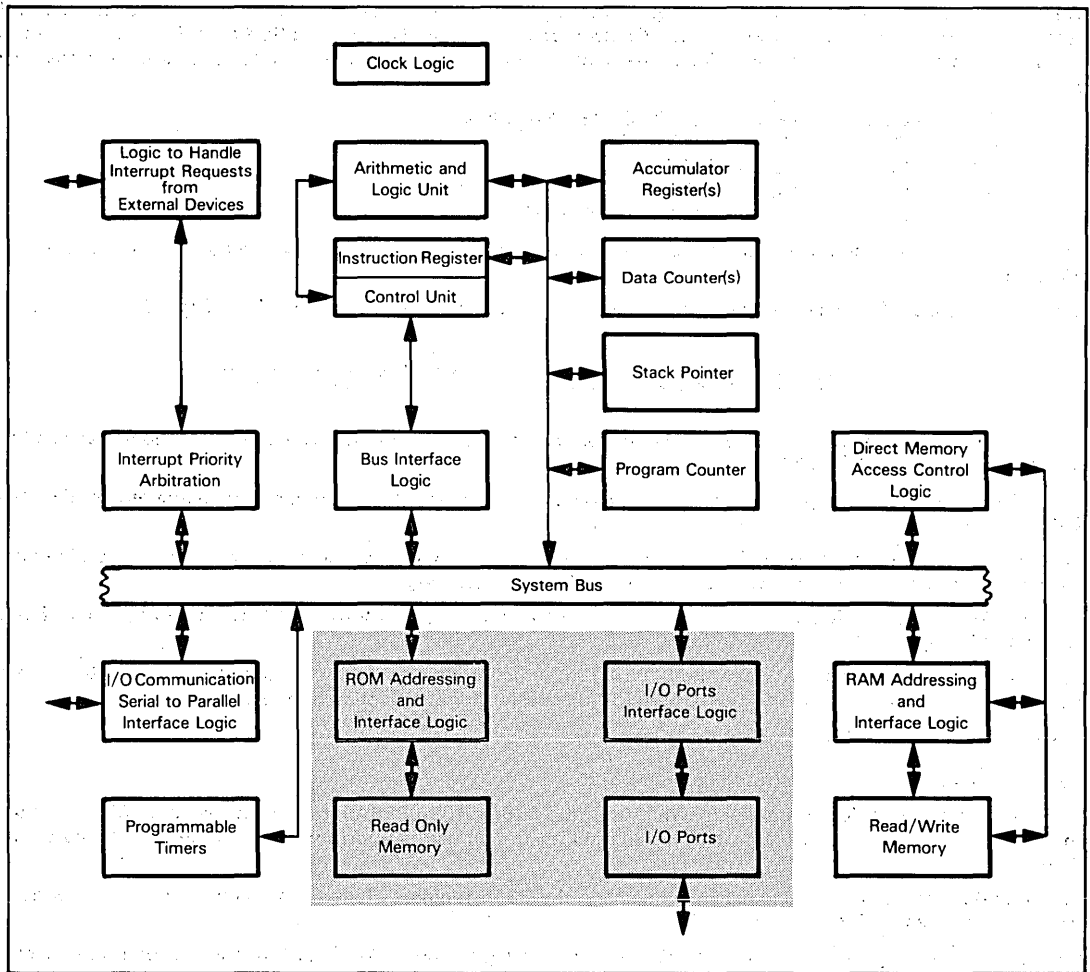 Clock Logic
Logic to Handle
Interrupt Requests
from
External Devices
Arithmetic and
Logic Unit
Accumulator
Register(s)
Instruction Register
Control Unit
Data Counter(s)
Stack Pointer
Interrupt Priority
Arbitration
Bus Interface
Logic
Program Counter
Direct Memory
Access Control
Logic
System Bus
I/O Communication
Serial to Parallel
Interface Logic
ROM Addressing
and
Interface Logic
I/O Ports
Interface Logic
RAM Addressing
and
Interface Logic
Programmable
Timers
Read Only
Memory
I/O Ports
Read/Write
Memory